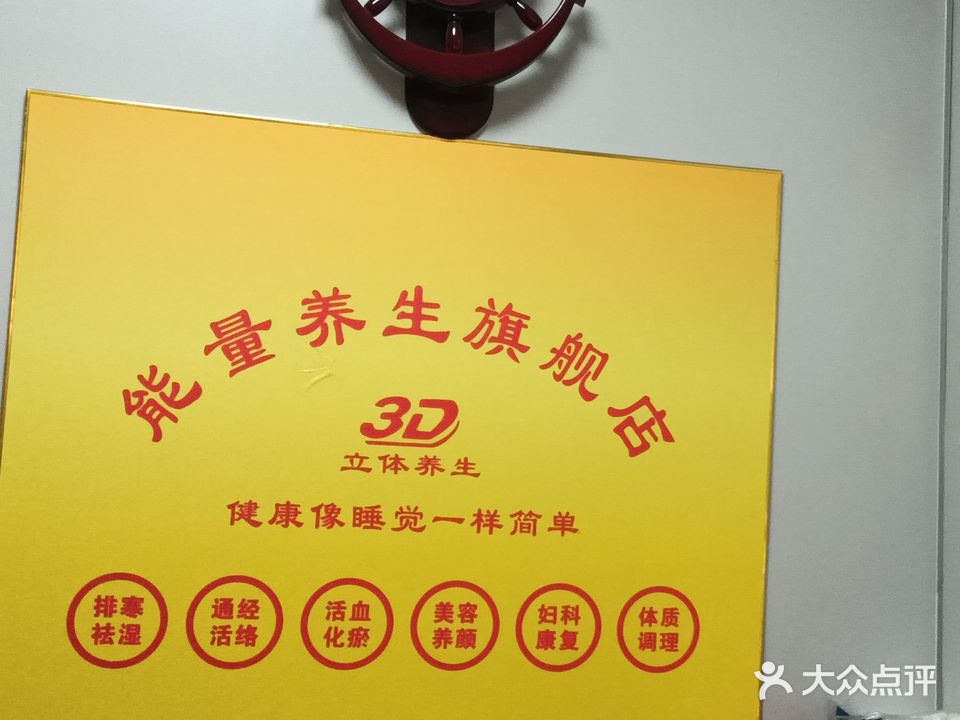 能量养生旗舰店
3D
立体养生
健康像睡觉一样简单
排寒祛湿
通经活络
活血化瘀
美容养颜
妇科康复
体质调理
大众点评